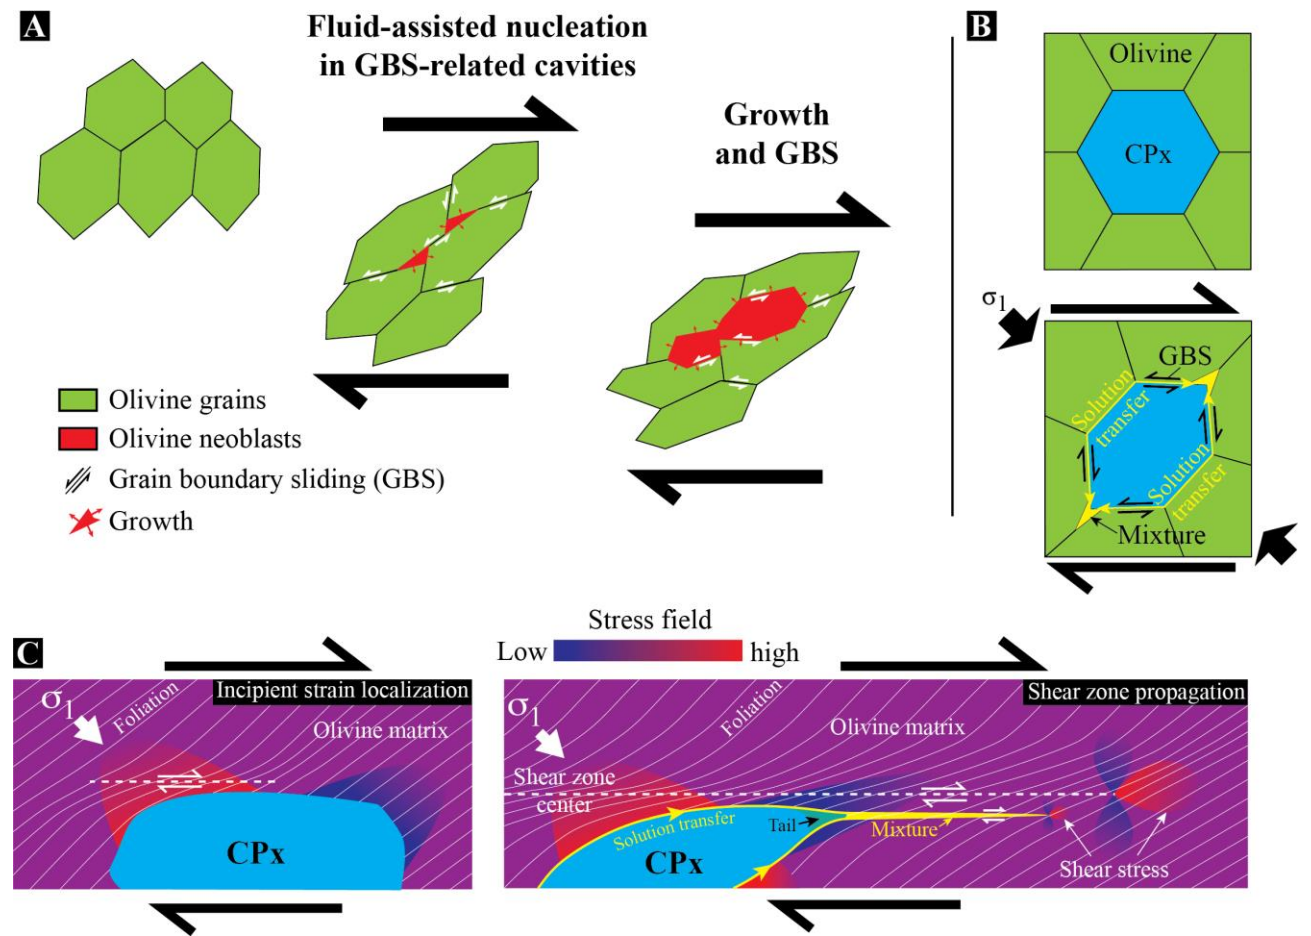 A
Fluid-assisted nucleation
in GBS-related cavities
Growth
and GBS
Olivine grains
Olivine neoblasts
Grain boundary sliding (GBS)
Growth
B
Olivine
CPx
σ1
GBS
Solution
transfer
Solution
transfer
Mixture
Stress field
Low
high
C
Incipient strain localization
σ1
Foliation
Olivine matrix
CPx
Shear zone propagation
σ1
Foliation
Olivine matrix
Shear zone
center
Solution transfer
Tail
Mixture
CPx
Shear stress